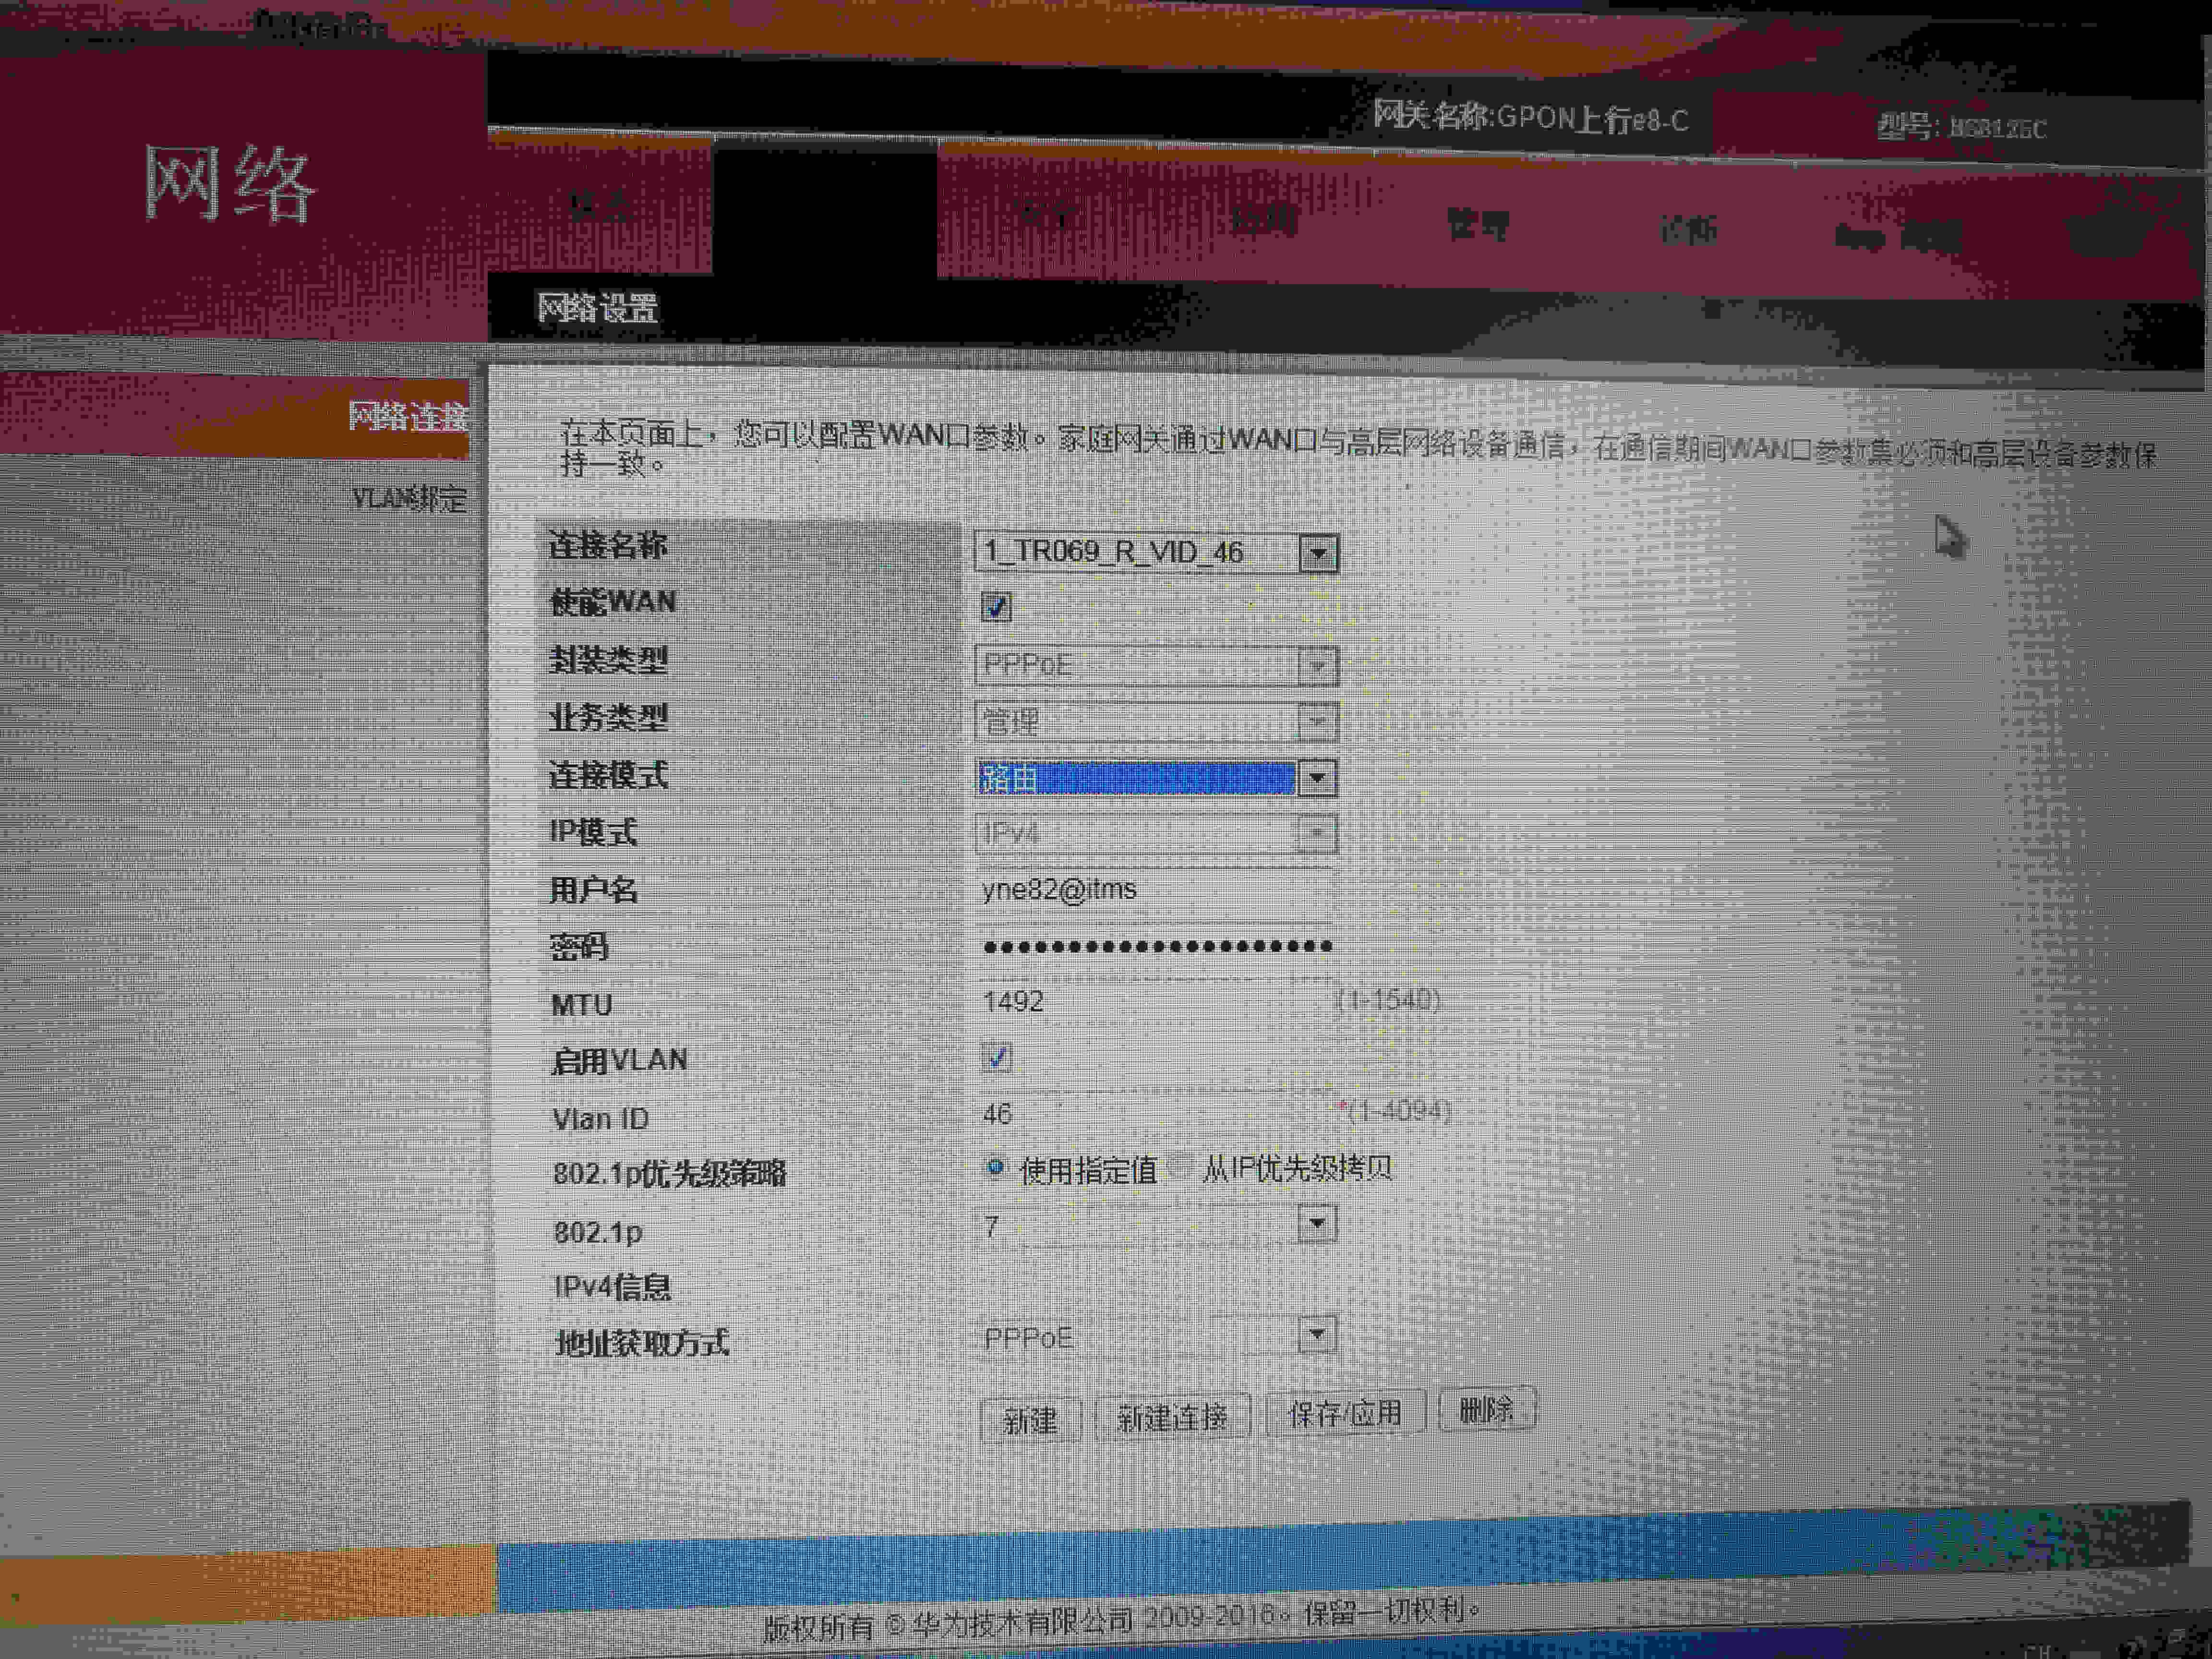 网关名称:GPON上行e8-C
型号:
网络
状态
管理
诊断
网络设置
网络连接
VLAN绑定
在本页面上，您可以配置WAN口参数。家庭网关通过WAN口与高层网络设备通信，在通信期间WAN口参数集必须和高层设备参数保
持一致。
连接名称 1_TR069_R_VID_46
使能WAN
封装类型 PPPoE
业务类型 管理
连接模式 路由
IP模式 IPv4
用户名 yne82@itms
密码 ●●●●●●●●●●●●●●●●●●●●●
MTU 1492 (1-1540)
启用VLAN
Vlan ID 46 *(1-4094)
802.1p优先级策略 使用指定值 从IP优先级拷贝
802.1p 7
IPv4信息
地址获取方式 PPPoE
新建 新建连接 保存/应用 删除
版权所有 © 华为技术有限公司 2009-2016。保留一切权利。
CH